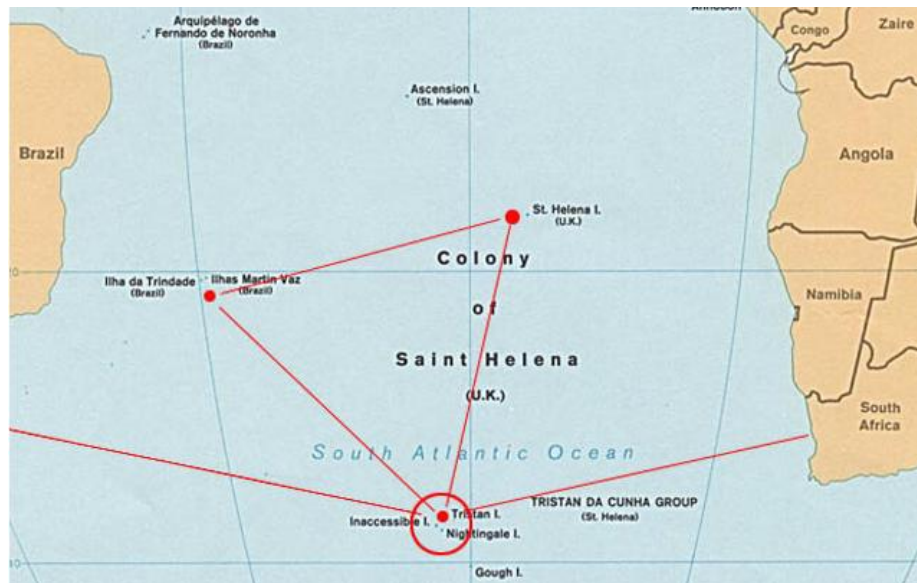 Arquipélago de
Fernando de Noronha
(Brazil)
Annobón
Congo
Zaire
Ascension I.
(St. Helena)
Brazil
Angola
St. Helena I.
(U.K.)
Colony
20
Ilha da Trindade
(Brazil)
Ilhas Martin Vaz
(Brazil)
Namibia
of
Saint Helena
(U.K.)
South
Africa
South Atlantic Ocean
TRISTAN DA CUNHA GROUP
(St. Helena)
Tristan I.
Inaccessible I.
Nightingale I.
Gough I.